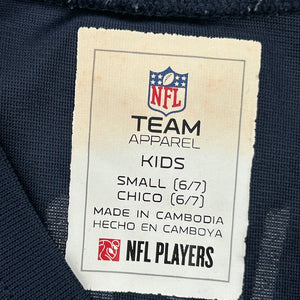 NFL
TEAM
APPAREL
KIDS
SMALL (6/7)
CHICO (6/7)
MADE IN CAMBODIA
HECHO EN CAMBOYA
NFL PLAYERS